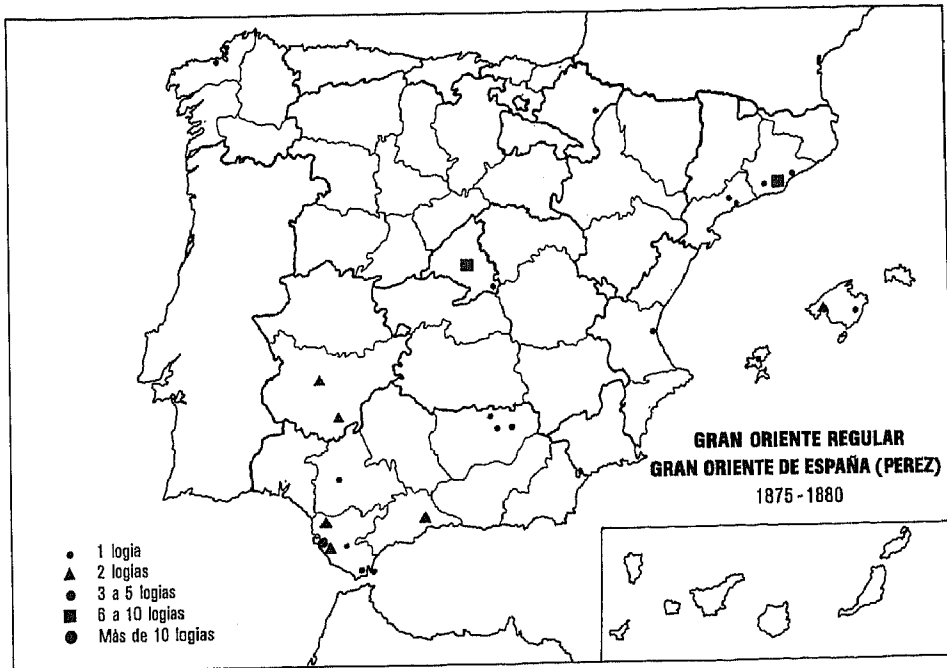 GRAN ORIENTE REGULAR
GRAN ORIENTE DE ESPAÑA (PEREZ)
1875-1880
1 logia
2 logias
3 a 5 logias
6 a 10 logias
Màs de 10 logias